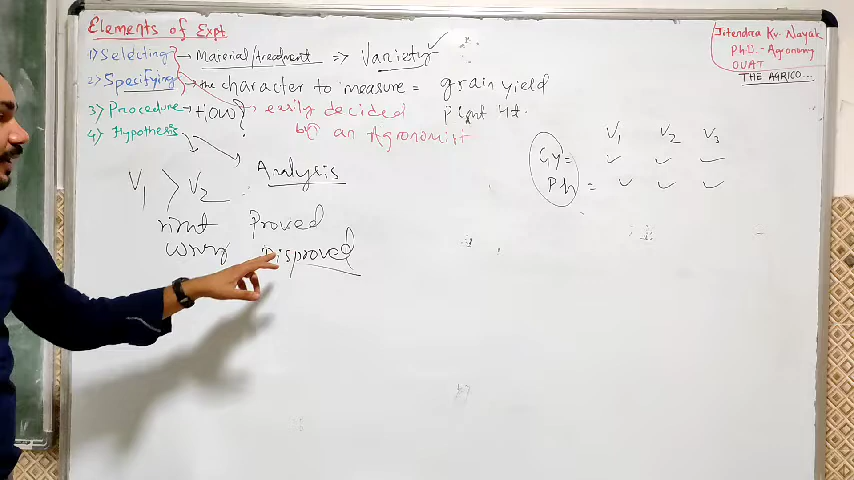 Elements of Expt
1) Selecting → Material/treatment => Variety ✓
2) Specifying → the character to measure = grain yield
3) Procedure → How? easily decided plant Ht.
4) Hypothesis by an Agronomist
Analysis
V1 > V2
right Proved
wrong Disproved
Jitendra Kr. Nayak
Ph.D. - Agronomy
OUAT
THE AGRICO...
V1 V2 V3
Gy = ✓ ✓ ✓
Ph = ✓ ✓ ✓